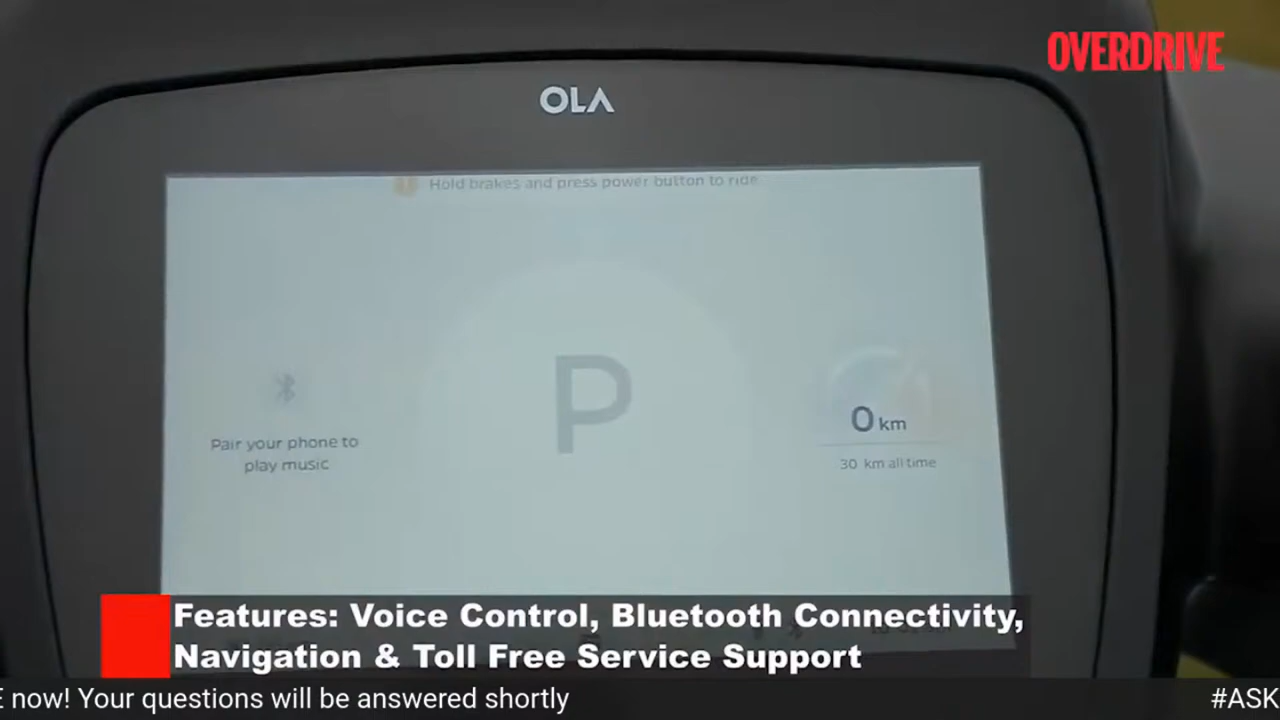 OVERDRIVE
OLA
Hold brakes and press power button to ride
P
Pair your phone to
play music
0 km
30 km all time
Features: Voice Control, Bluetooth Connectivity,
Navigation & Toll Free Service Support
E now! Your questions will be answered shortly
#ASK